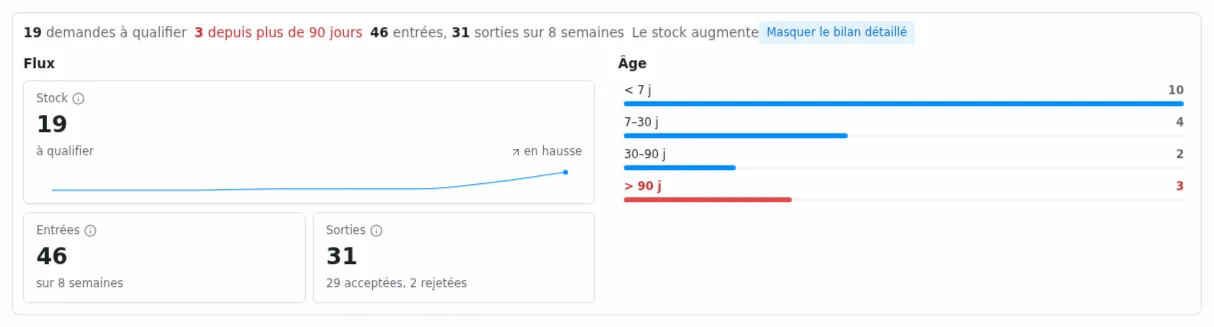 19 demandes à qualifier 3 depuis plus de 90 jours 46 entrées, 31 sorties sur 8 semaines Le stock augmente Masquer le bilan détaillé
Flux
Stock
19
à qualifier
↗ en hausse
Entrées
46
sur 8 semaines
Sorties
31
29 acceptées, 2 rejetées
Âge
< 7 j 10
7–30 j 4
30–90 j 2
> 90 j 3